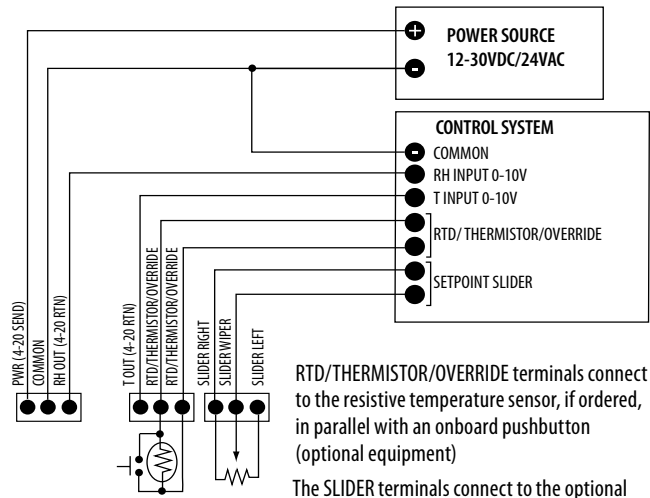 POWER SOURCE
12-30VDC/24VAC
CONTROL SYSTEM
COMMON
RH INPUT 0-10V
T INPUT 0-10V
RTD/ THERMISTOR/OVERRIDE
SETPOINT SLIDER
PWR (4-20 SEND)
COMMON
RH OUT (4-20 RTN)
T OUT (4-20 RTN)
RTD/THERMISTOR/OVERRIDE
RTD/THERMISTOR/OVERRIDE
SLIDER RIGHT
SLIDER WIPER
SLIDER LEFT
RTD/THERMISTOR/OVERRIDE terminals connect
to the resistive temperature sensor, if ordered,
in parallel with an onboard pushbutton
(optional equipment)
The SLIDER terminals connect to the optional